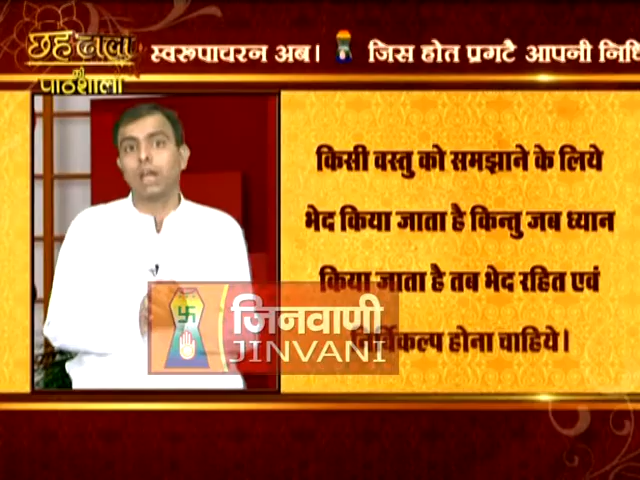 छहढाला
की
पाठशाला
स्वरुपाचरन अब। जिस होत प्रगटै आपनी निधि
किसी वस्तु को समझाने के लिये
भेद किया जाता है किन्तु जब ध्यान
किया जाता है तब भेद रहित एवं
निर्विकल्प होना चाहिये।
जिनवाणी
JINVANI